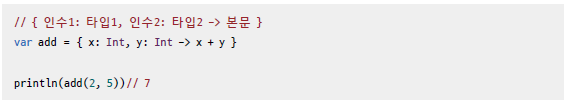 // { 인수1: 타입1, 인수2: 타입2 -> 본문 }
var add = { x: Int, y: Int -> x + y }
println(add(2, 5))// 7